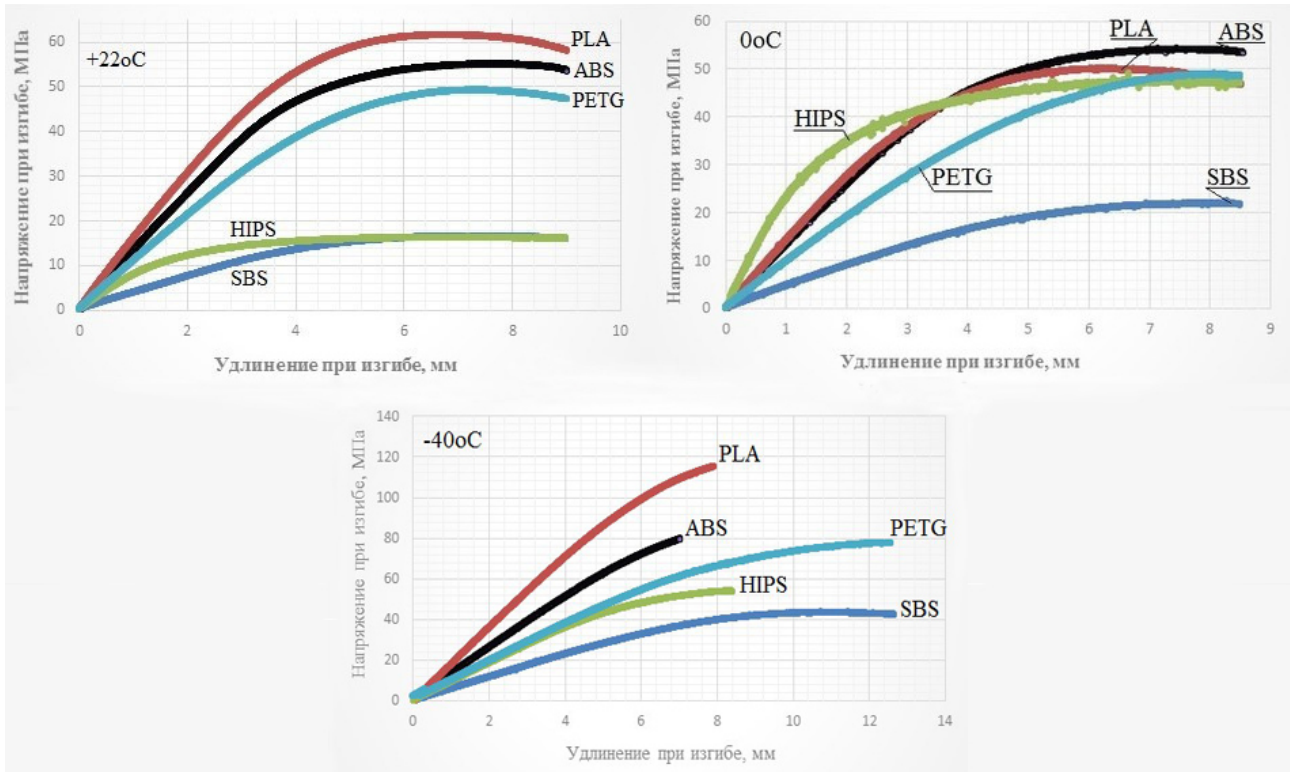 +22oC
Напряжение при изгибе, МПа
60
50
40
30
20
10
0
PLA
ABS
PETG
HIPS
SBS
0 2 4 6 8 10
Удлинение при изгибе, мм
0oC
Напряжение при изгибе, МПа
60
50
40
30
20
10
0
PLA
ABS
HIPS
PETG
SBS
0 1 2 3 4 5 6 7 8 9
Удлинение при изгибе, мм
-40oC
Напряжение при изгибе, МПа
140
120
100
80
60
40
20
0
PLA
ABS
PETG
HIPS
SBS
0 2 4 6 8 10 12 14
Удлинение при изгибе, мм